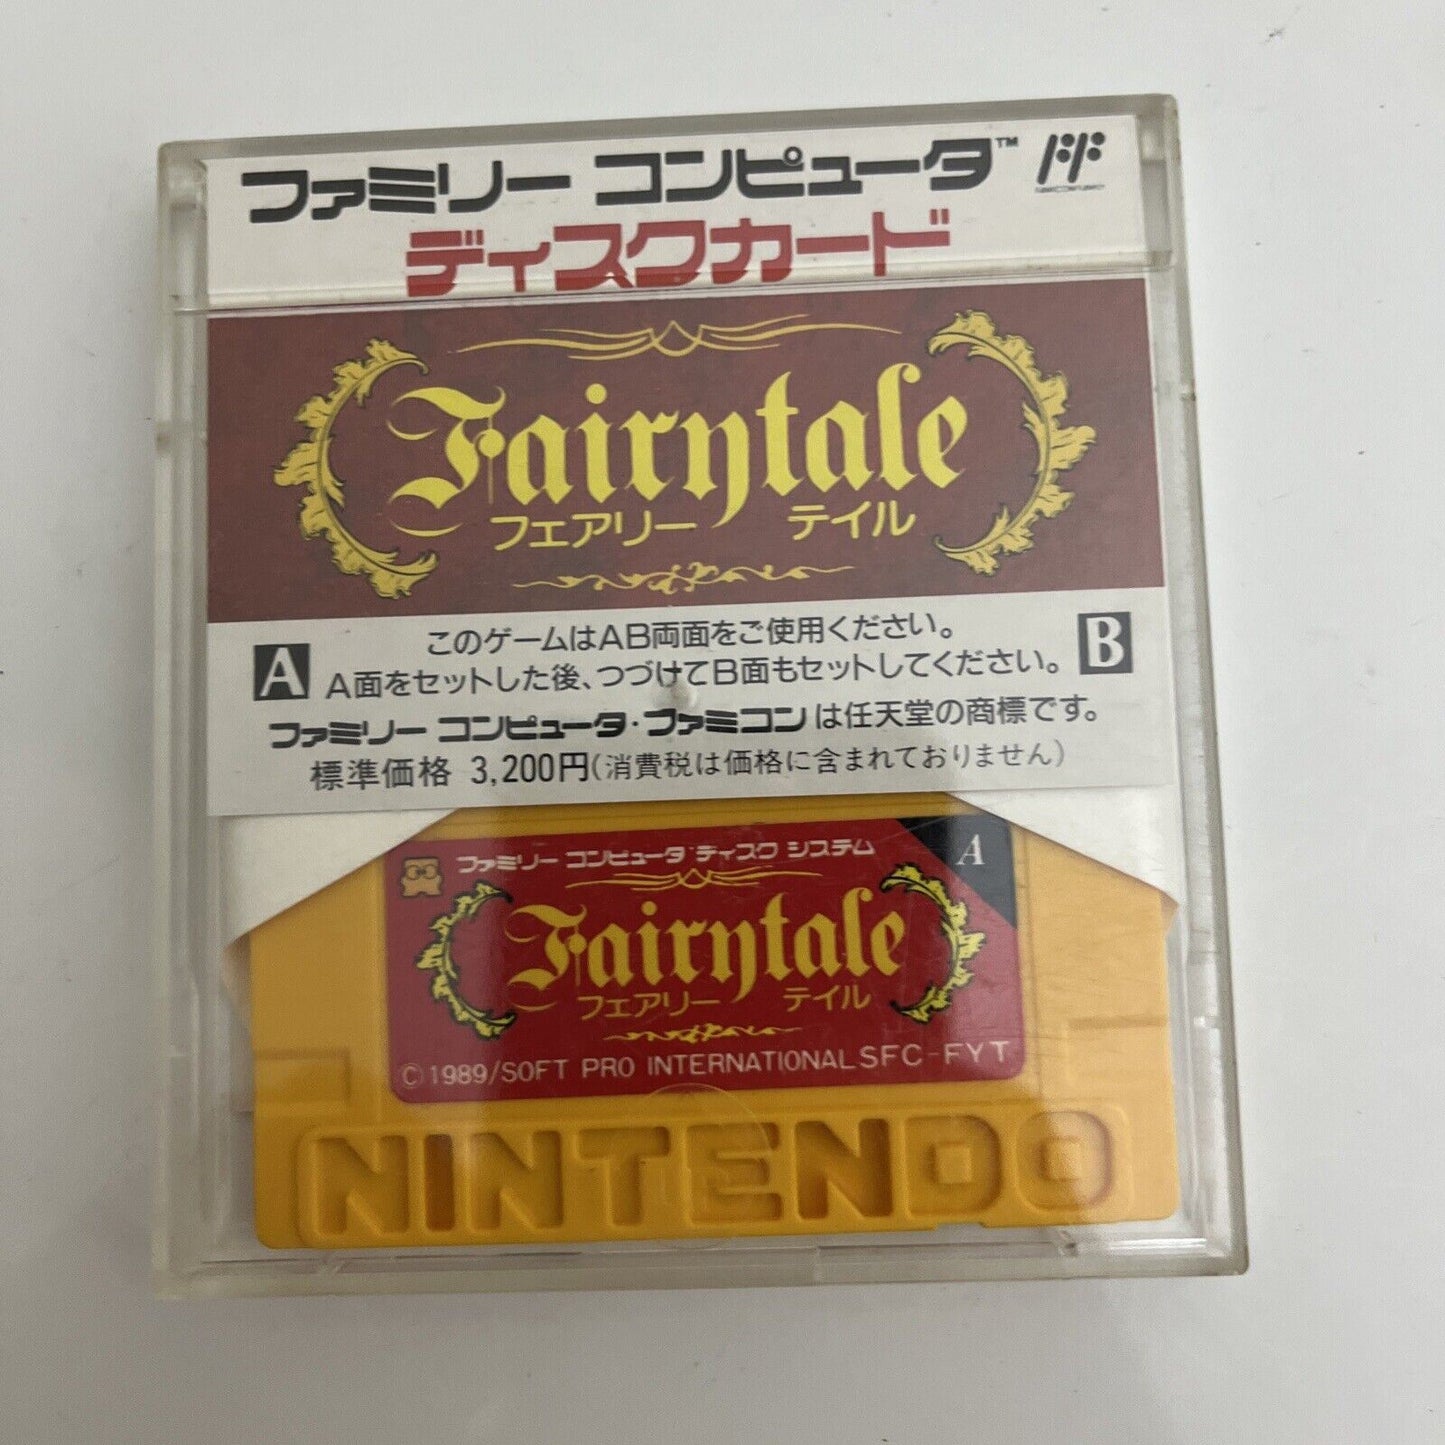 ファミリー コンピュータ™
ディスクカード
Fairytale
フェアリー テイル
A このゲームはAB両面をご使用ください。 B
A面をセットした後、つづけてB面もセットしてください。
ファミリー コンピュータ・ファミコンは任天堂の商標です。
標準価格 3,200円(消費税は価格に含まれておりません)
ファミリー コンピュータ ディスク システム A
Fairytale
フェアリー テイル
©1989/SOFT PRO INTERNATIONAL SFC-FYT
NINTENDO